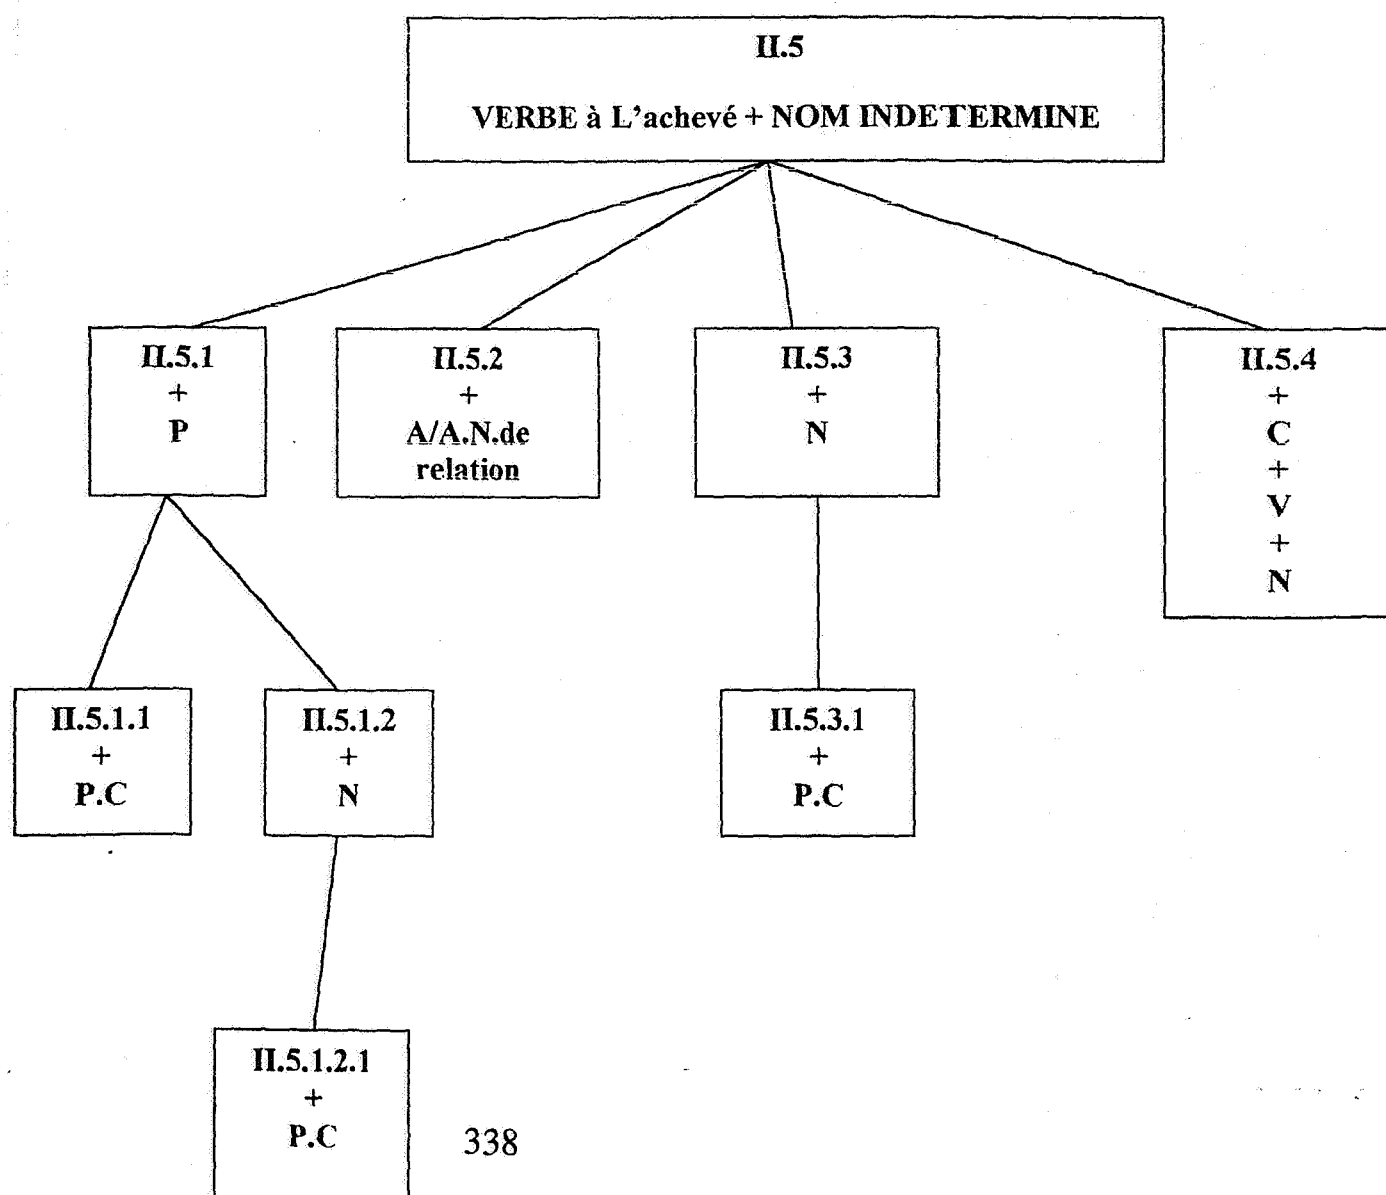 II.5
VERBE à L'achevé + NOM INDETERMINE
II.5.1
+
P
II.5.2
+
A/A.N.de
relation
II.5.3
+
N
II.5.4
+
C
+
V
+
N
II.5.1.1
+
P.C
II.5.1.2
+
N
II.5.3.1
+
P.C
II.5.1.2.1
+
P.C
338